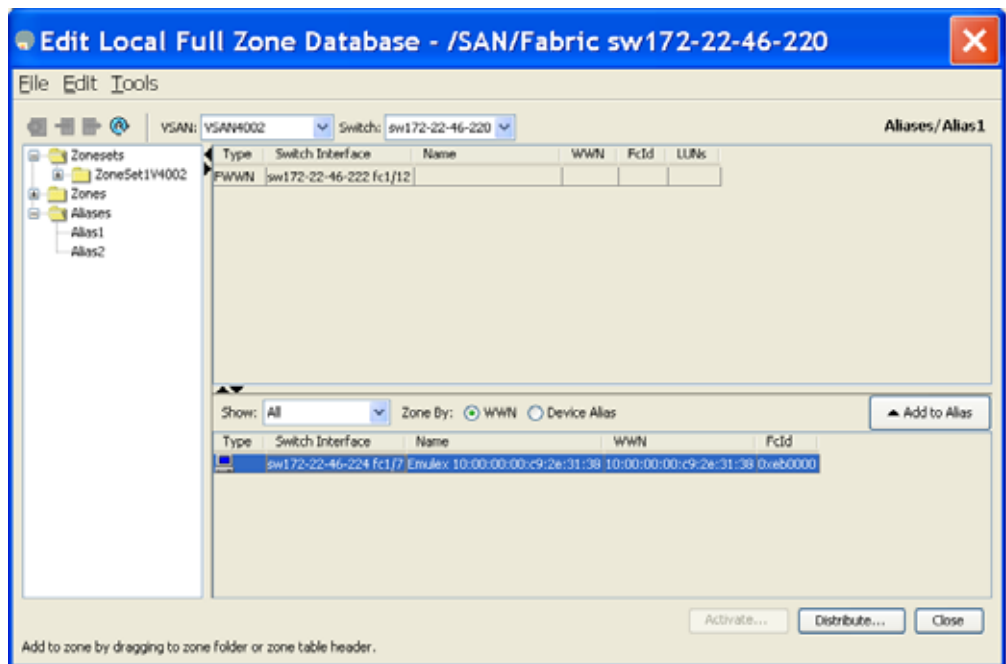 Edit Local Full Zone Database - /SAN/Fabric sw172-22-46-220
File Edit Tools
VSAN: VSAN4002 Switch: sw172-22-46-220 Aliases/Alias1
Zonesets
ZoneSet1V4002
Zones
Aliases
Alias1
Alias2
Type Switch Interface Name WWN FcId LUNs
FWWN sw172-22-46-222 fc1/12
Show: All Zone By: WWN Device Alias Add to Alias
Type Switch Interface Name WWN FcId
sw172-22-46-224 fc1/7 Emulex 10:00:00:00:c9:2e:31:38 10:00:00:00:c9:2e:31:38 0xeb0000
Activate... Distribute... Close
Add to zone by dragging to zone folder or zone table header.